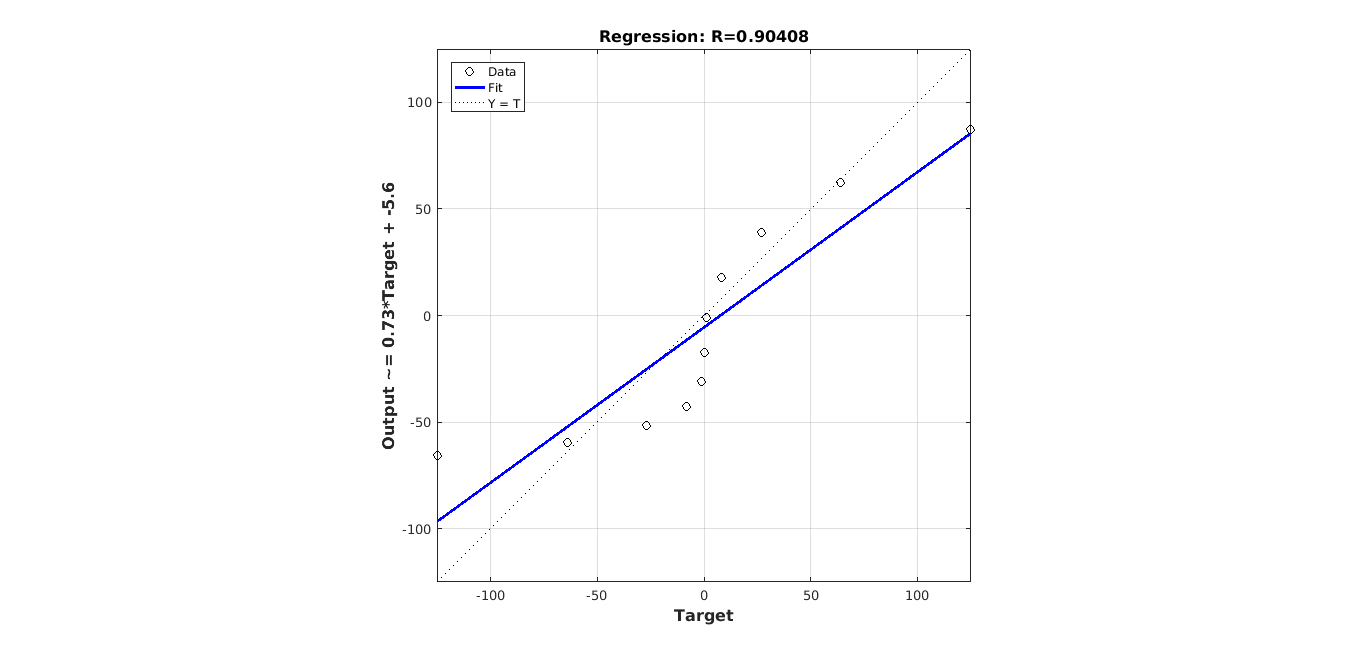 Regression: R=0.90408
Data
Fit
Y = T
Output ~= 0.73*Target + -5.6
100
50
0
-50
-100
-100
-50
0
50
100
Target